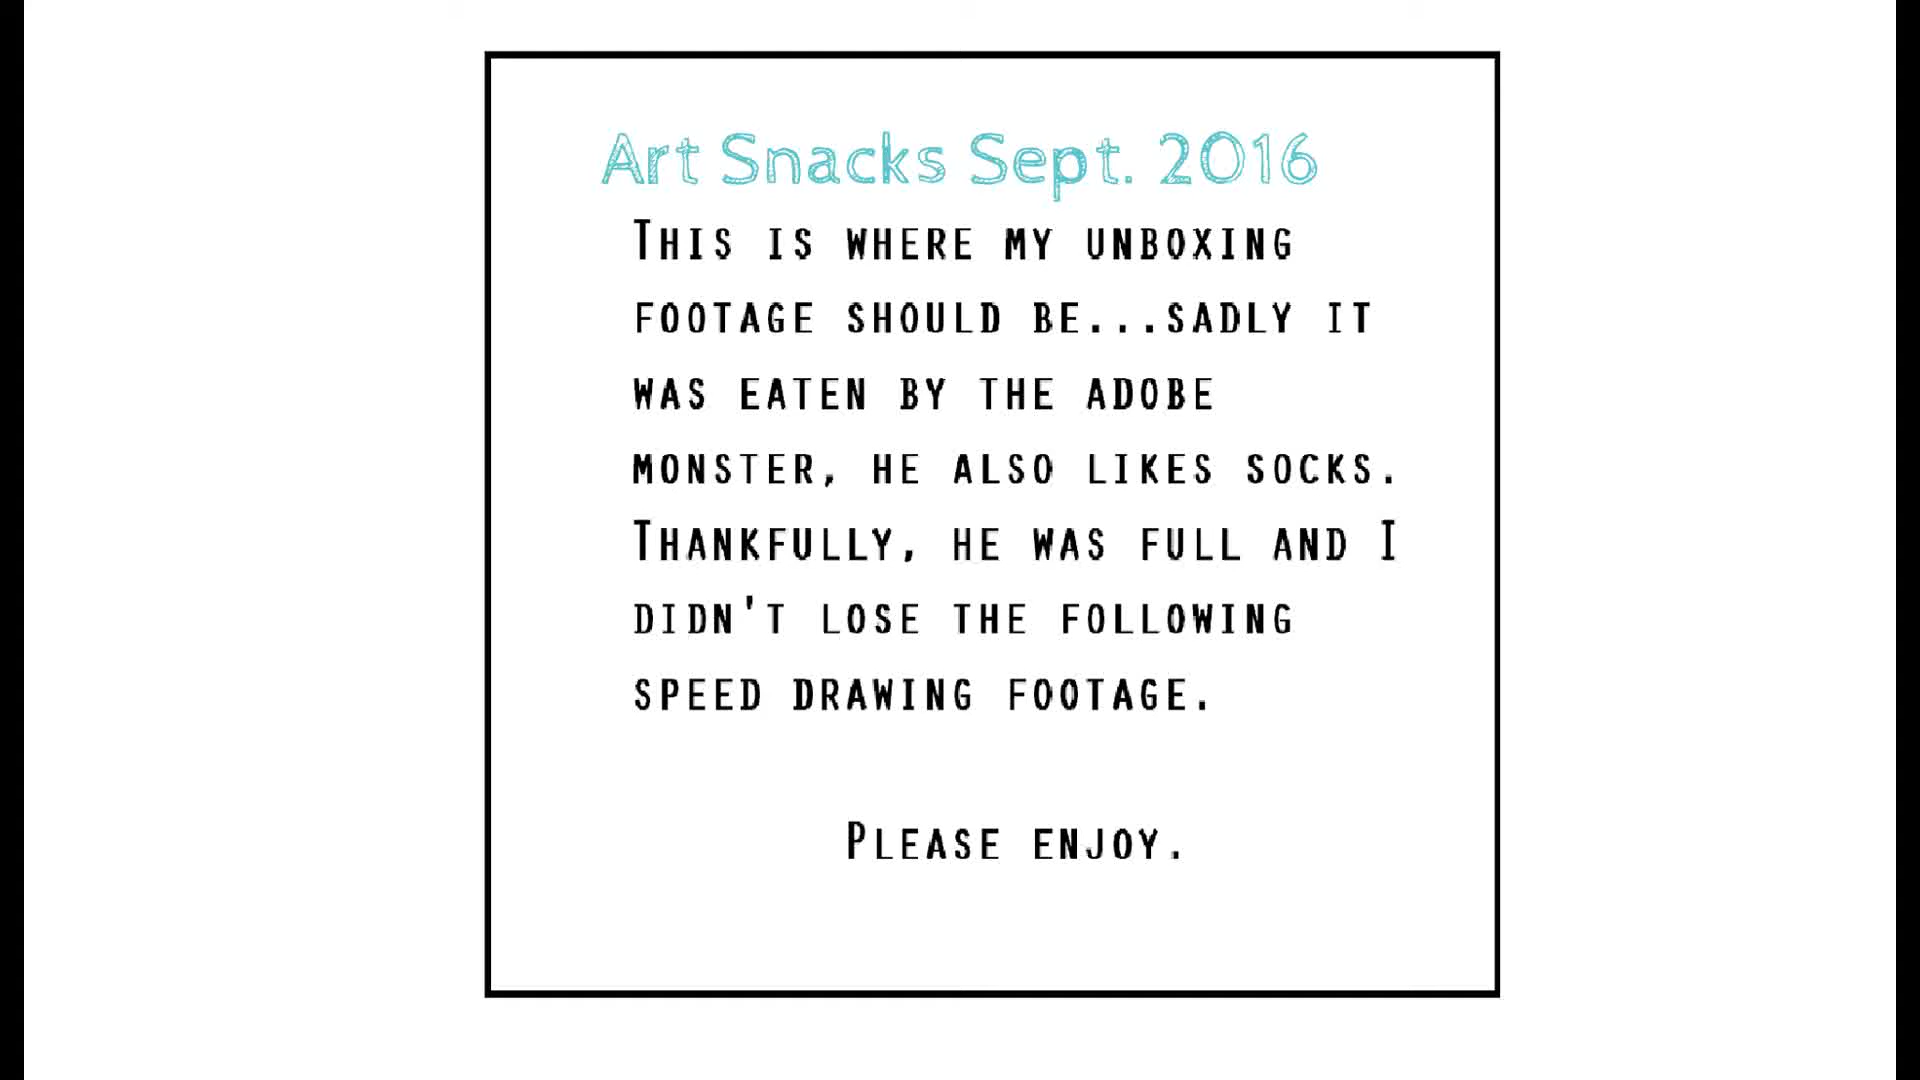 Art Snacks Sept. 2016
This is where my unboxing
footage should be...sadly it
was eaten by the adobe
monster, he also likes socks.
Thankfully, he was full and I
didn't lose the following
speed drawing footage.
Please enjoy.